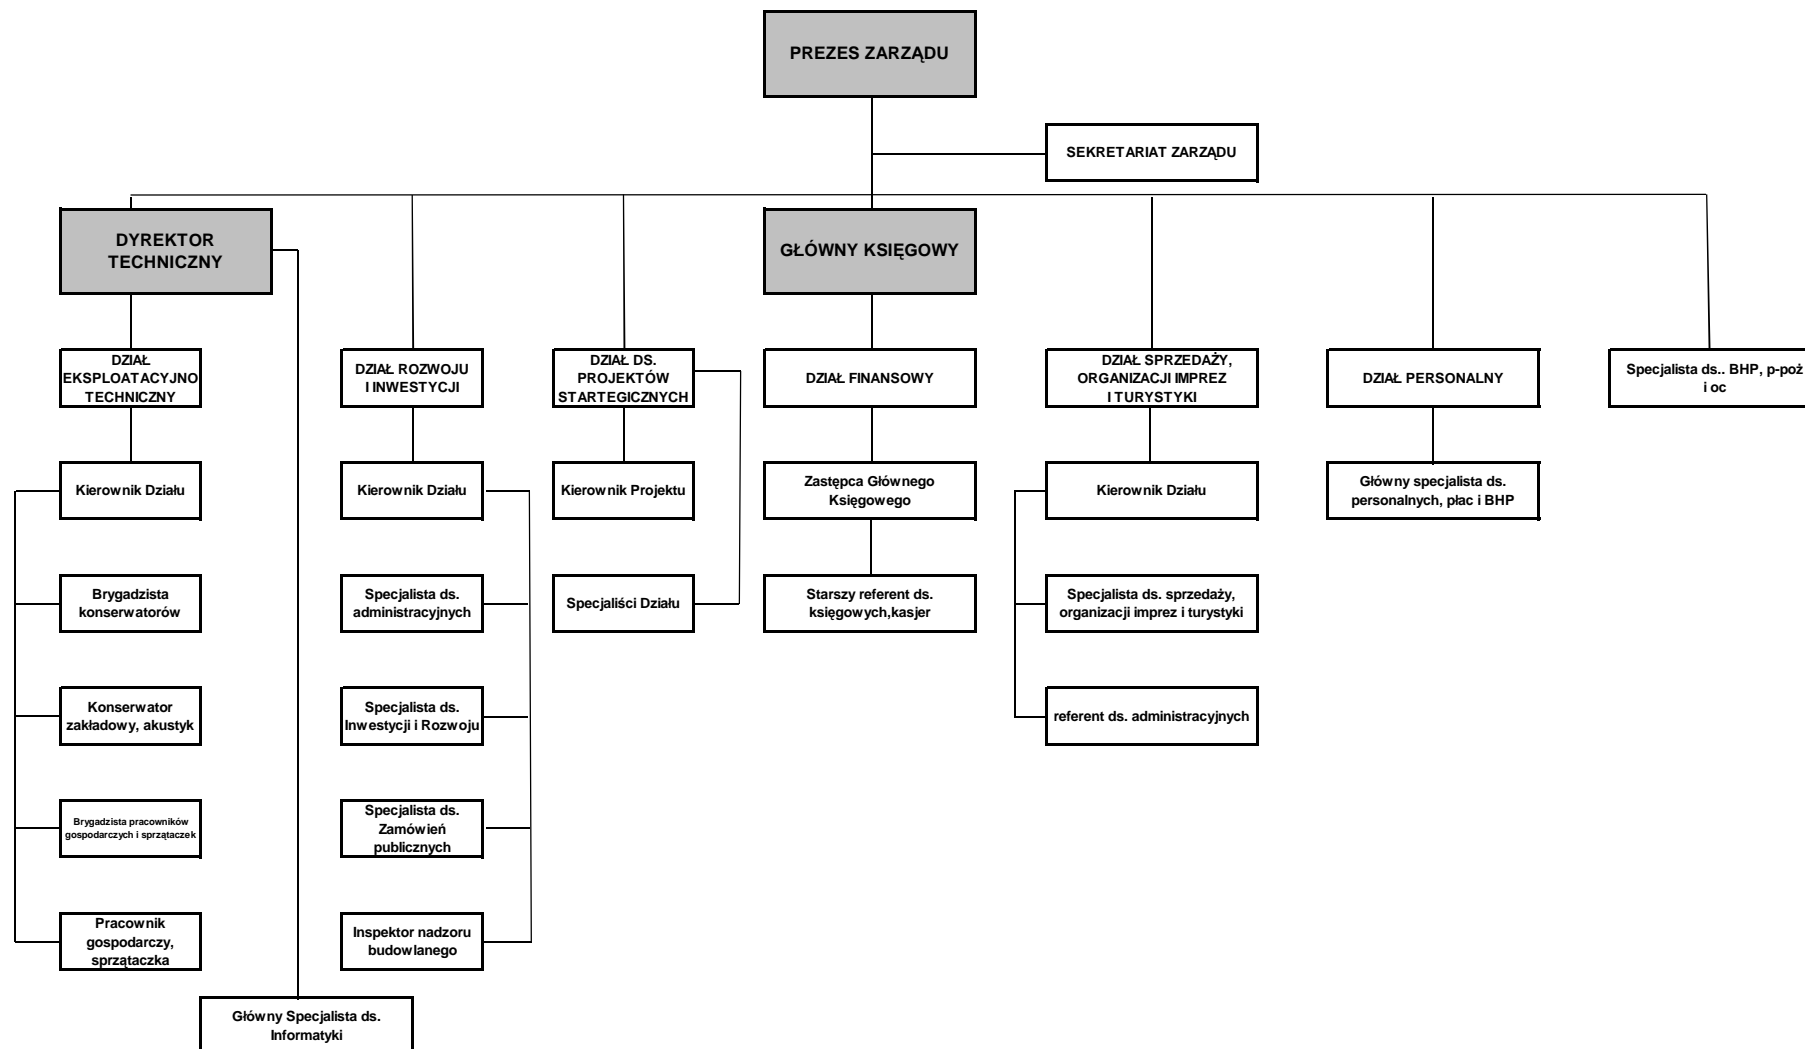 PREZES ZARZĄDU
SEKRETARIAT ZARZĄDU
DYREKTOR
TECHNICZNY
GŁÓWNY KSIĘGOWY
DZIAŁ
EKSPLOATACYJNO
TECHNICZNY
DZIAŁ ROZWOJU
I INWESTYCJI
DZIAŁ DS.
PROJEKTÓW
STARTEGICZNYCH
DZIAŁ FINANSOWY
DZIAŁ SPRZEDAŻY,
ORGANIZACJI IMPREZ
I TURYSTYKI
DZIAŁ PERSONALNY
Specjalista ds.. BHP, p-poż
i oc
Kierownik Działu
Kierownik Działu
Kierownik Projektu
Zastępca Głównego
Księgowego
Kierownik Działu
Główny specjalista ds.
personalnych, płac i BHP
Brygadzista
konserwatorów
Specjalista ds.
administracyjnych
Specjaliści Działu
Starszy referent ds.
księgowych,kasjer
Specjalista ds. sprzedaży,
organizacji imprez i turystyki
Konserwator
zakładowy, akustyk
Specjalista ds.
Inwestycji i Rozwoju
referent ds. administracyjnych
Brygadzista pracowników
gospodarczych i sprzątaczek
Specjalista ds.
Zamówień
publicznych
Pracownik
gospodarczy,
sprzątaczka
Inspektor nadzoru
budowlanego
Główny Specjalista ds.
Informatyki